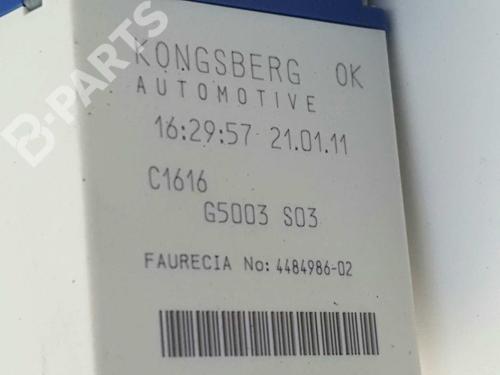 KONGSBERG OK
AUTOMOTIVE
16:29:57 21.01.11
C1616
G5003 S03
FAURECIA No: 4484986-02
B-PARTS